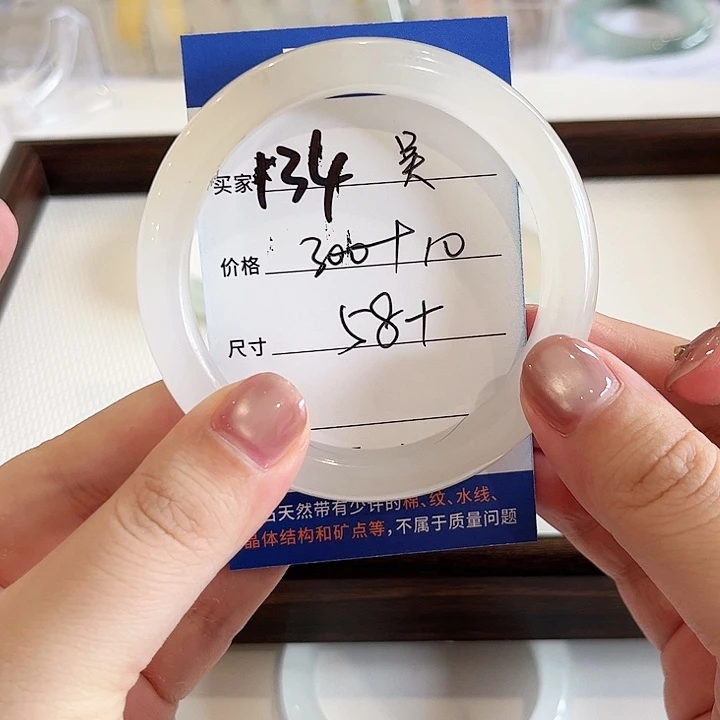 买家 134 吴
价格 300+10
尺寸 58+
石天然带有少许的棉、纹、水线、
晶体结构和矿点等，不属于质量问题